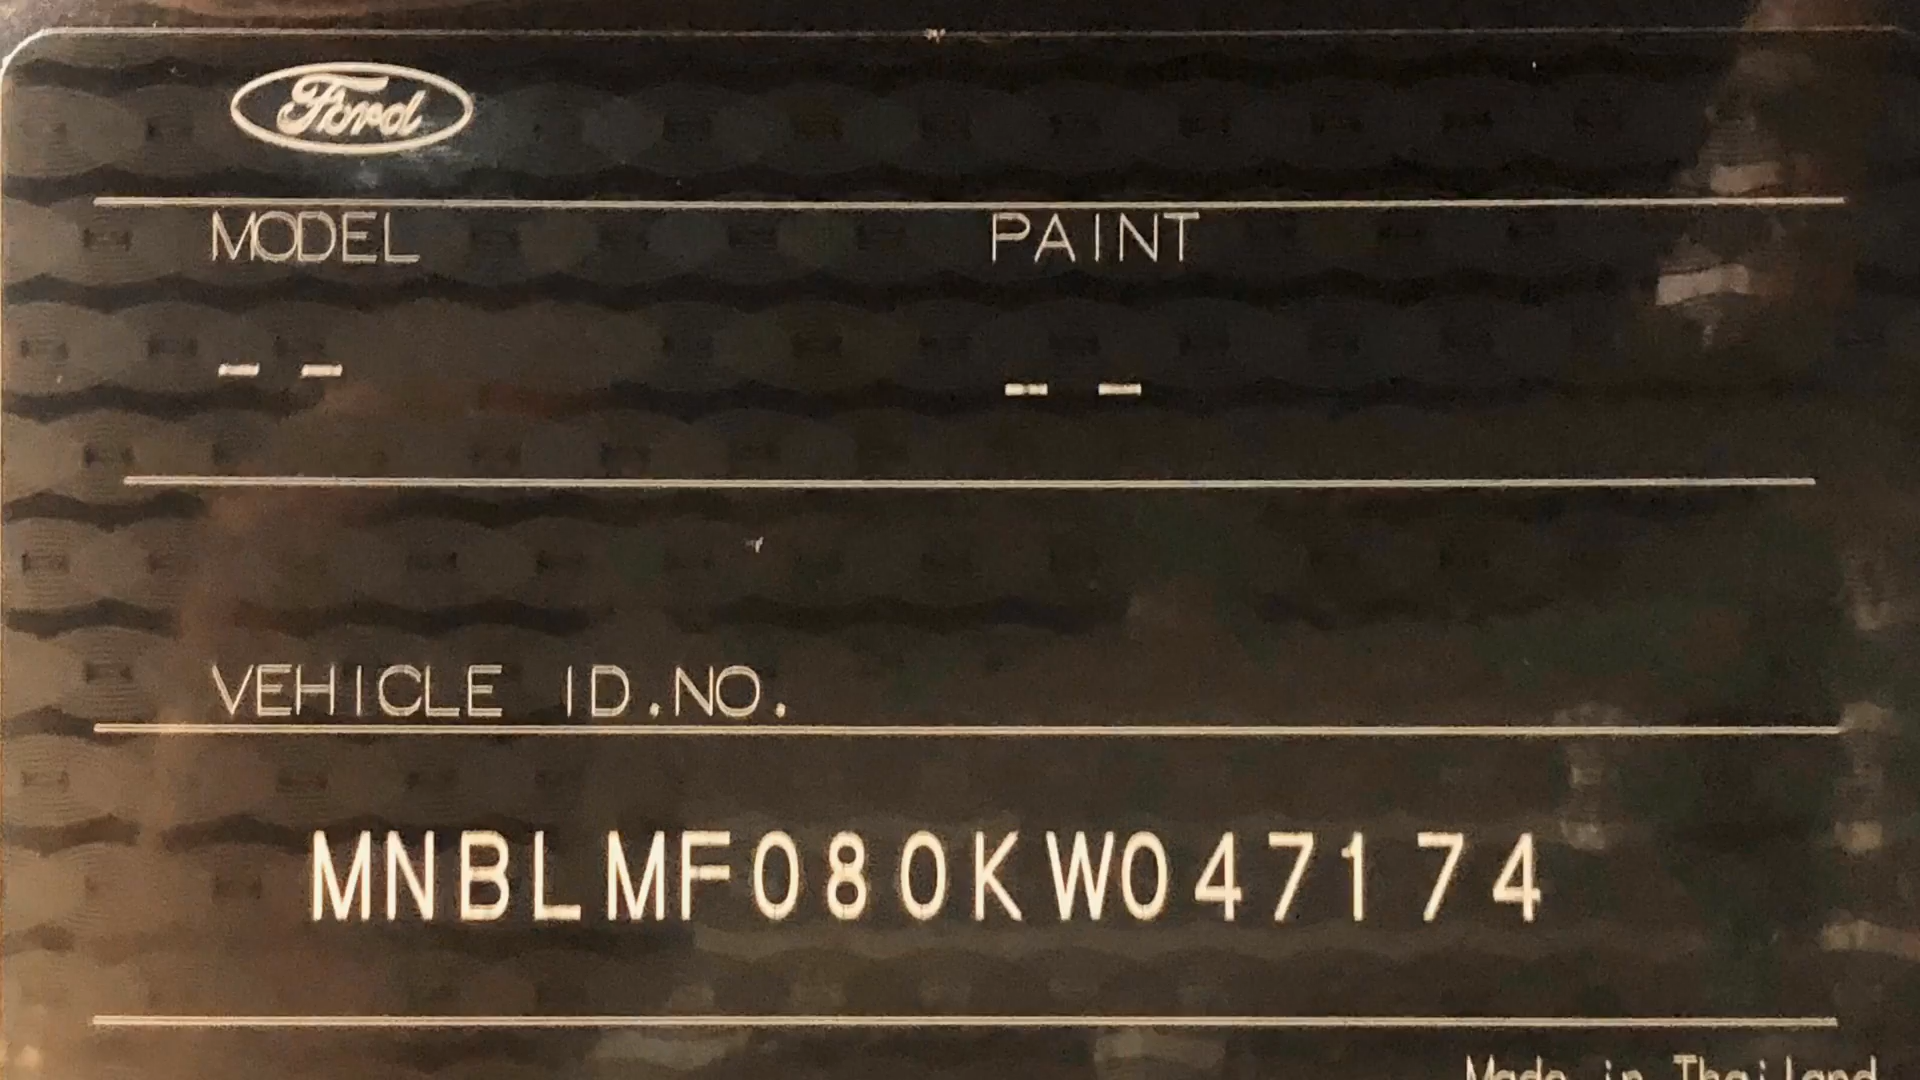 Ford
MODEL PAINT
-- --
VEHICLE ID.NO.
MNBLMF080KW047174
Made in Thailand